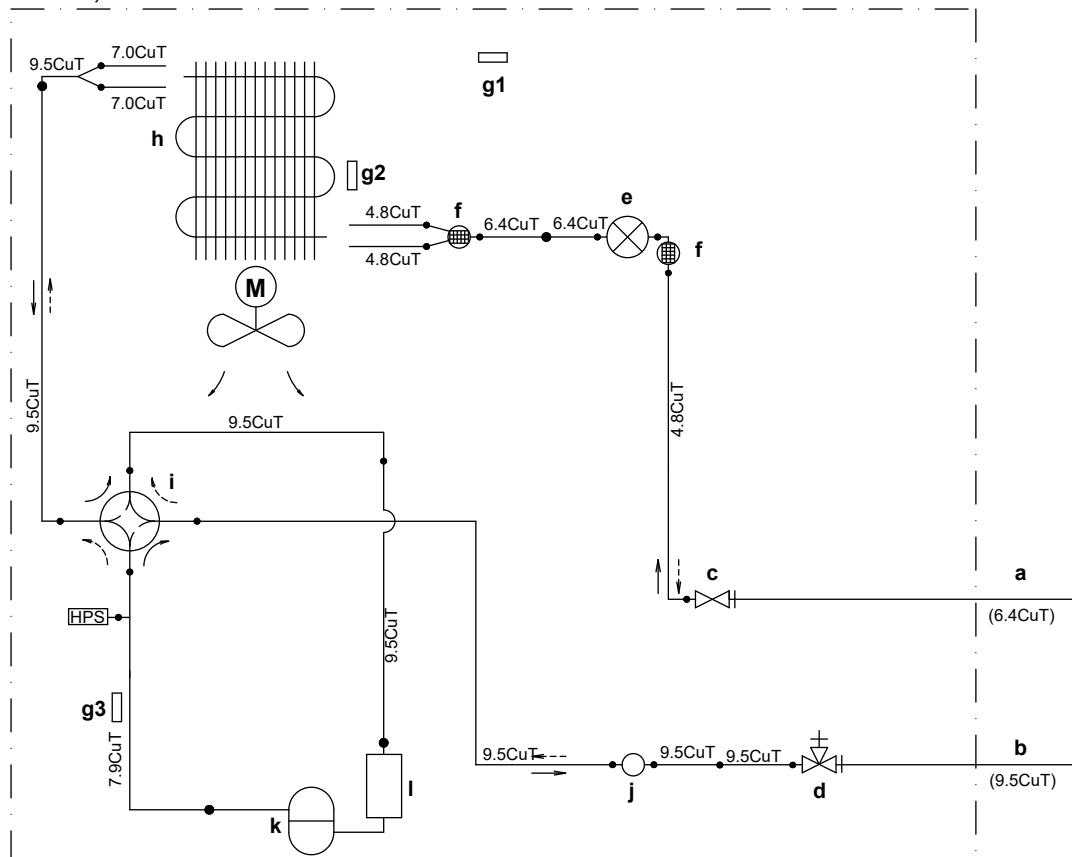 7.0CuT
9.5CuT
7.0CuT
g1
h
g2
4.8CuT
f
6.4CuT
6.4CuT
e
f
4.8CuT
M
9.5CuT
9.5CuT
4.8CuT
i
c
a
(6.4CuT)
HPS
9.5CuT
g3
7.9CuT
9.5CuT
9.5CuT
9.5CuT
b
(9.5CuT)
j
d
l
k